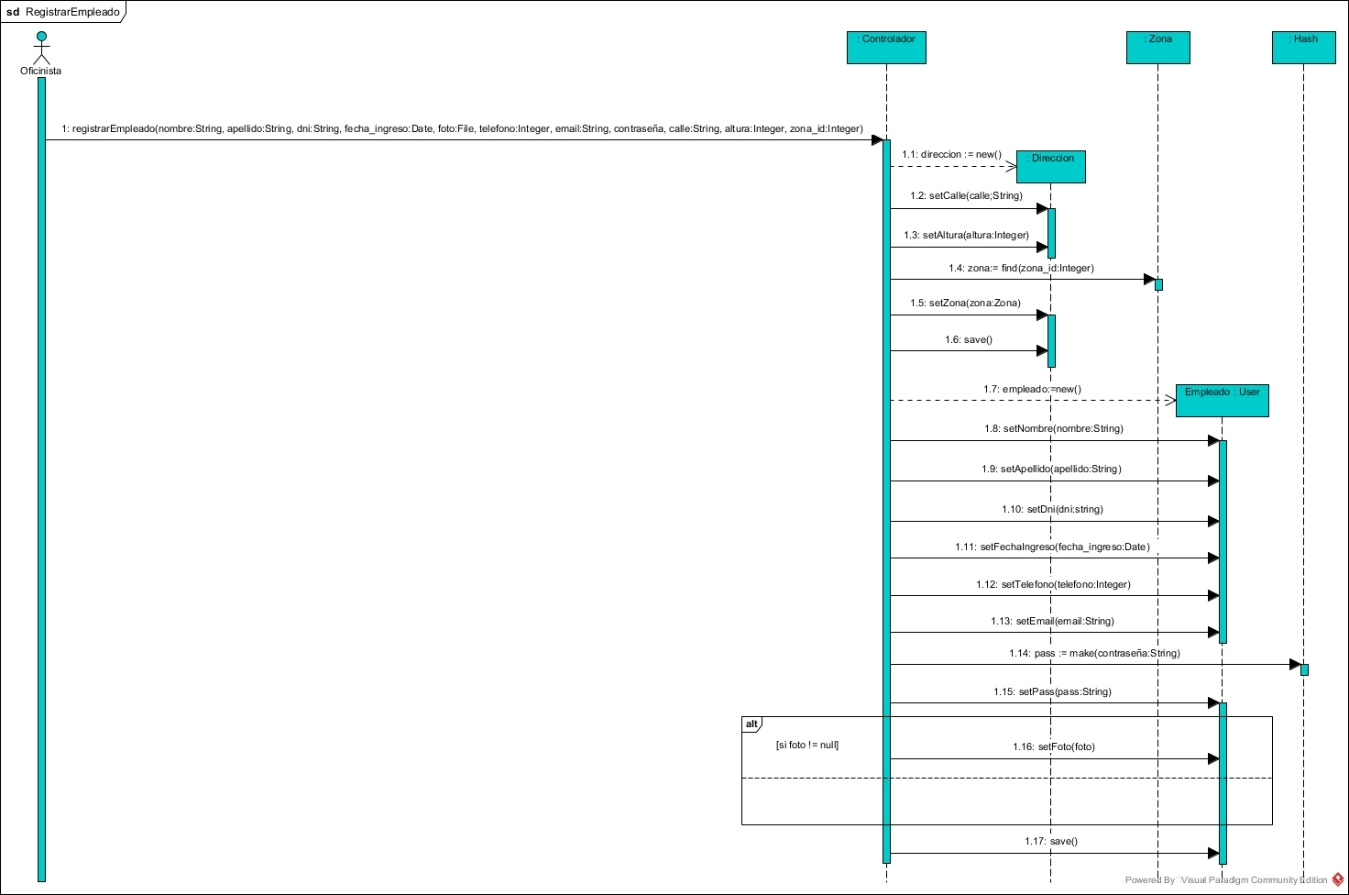 sd RegistrarEmpleado
Oficinista
: Controlador
: Zona
: Hash
1: registrarEmpleado(nombre:String, apellido:String, dni:String, fecha_ingreso:Date, foto:File, telefono:Integer, email:String, contraseña, calle:String, altura:Integer, zona_id:Integer)
1.1: direccion := new()
: Direccion
1.2: setCalle(calle;String)
1.3: setAltura(altura:Integer)
1.4: zona:= find(zona_id:Integer)
1.5: setZona(zona:Zona)
1.6: save()
1.7: empleado:=new()
Empleado : User
1.8: setNombre(nombre:String)
1.9: setApellido(apellido:String)
1.10: setDni(dni:string)
1.11: setFechaIngreso(fecha_ingreso:Date)
1.12: setTelefono(telefono:Integer)
1.13: setEmail(email:String)
1.14: pass := make(contraseña:String)
1.15: setPass(pass:String)
alt
[si foto != null]
1.16: setFoto(foto)
1.17: save()
Powered By Visual Paradigm Community Edition